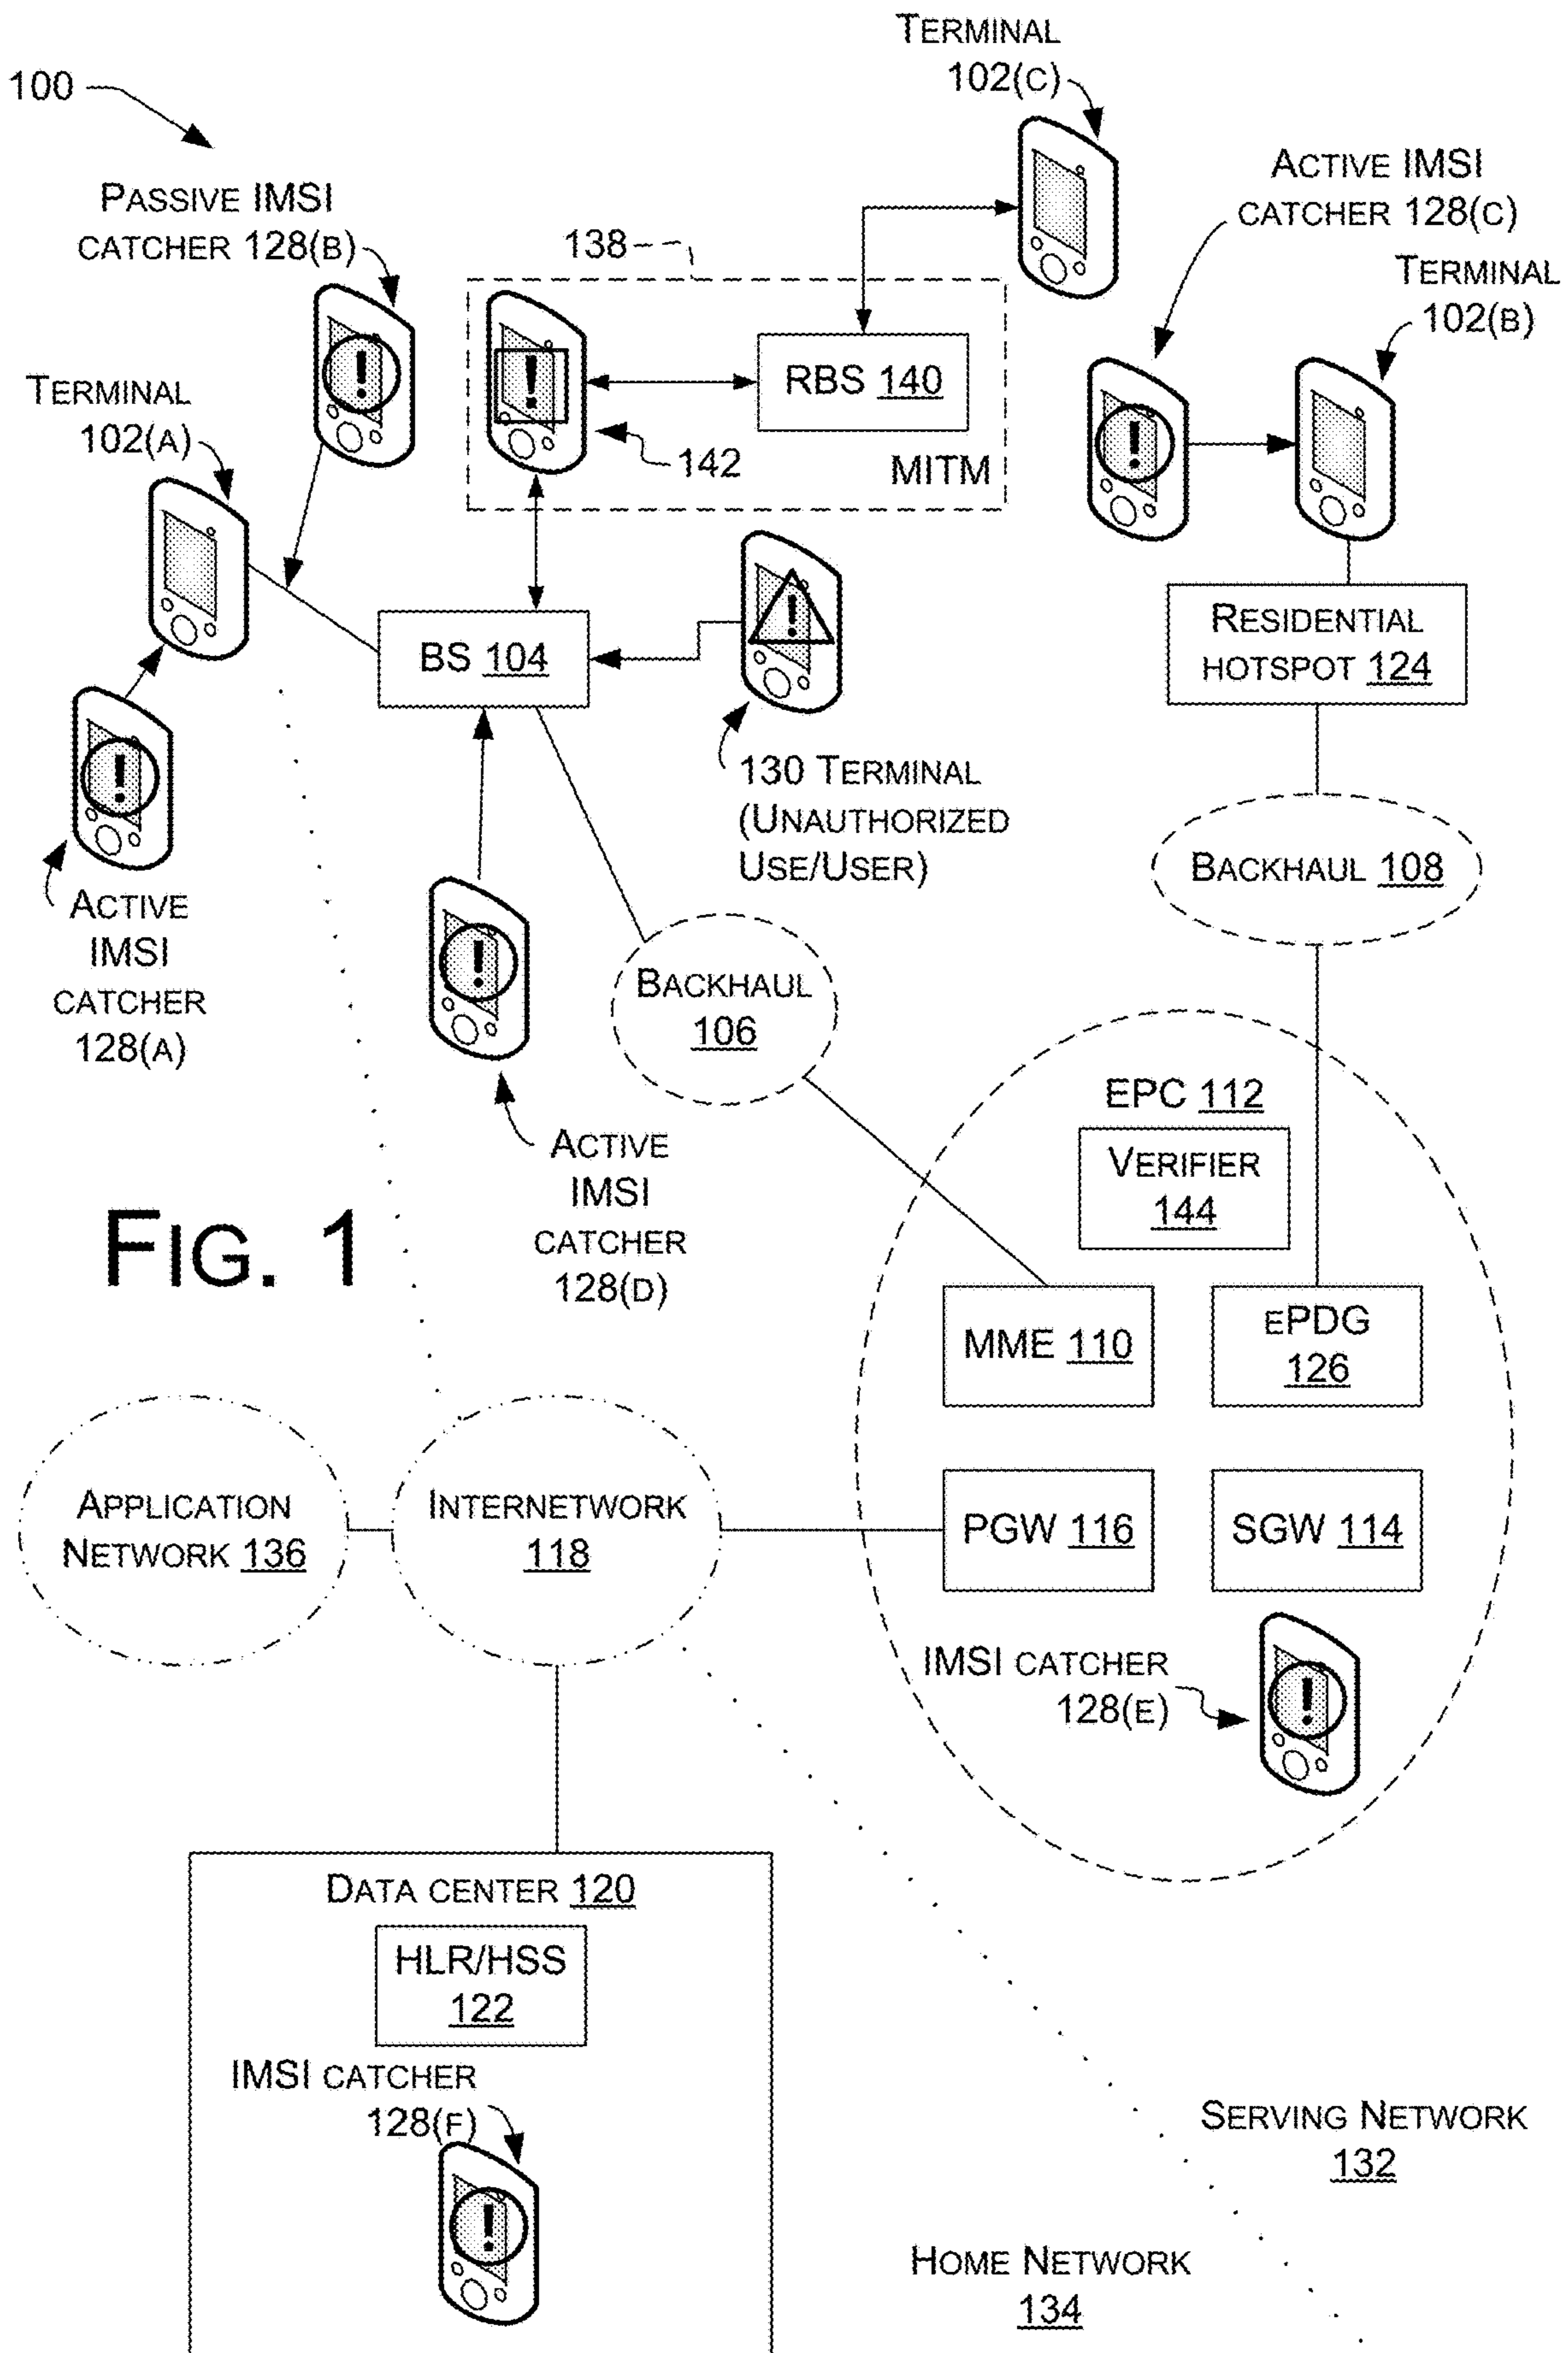 TERMINAL
102(C)
100
ACTIVE IMSI
CATCHER 128(C)
PASSIVE IMSI
CATCHER 128(B)
138
TERMINAL
102(B)
RBS 140
TERMINAL
102(A)
142
MITM
RESIDENTIAL
HOTSPOT 124
BS 104
130 TERMINAL
(UNAUTHORIZED
USE/USER)
BACKHAUL 108
ACTIVE
IMSI
CATCHER
128(A)
BACKHAUL
106
EPC 112
VERIFIER
144
ACTIVE
IMSI
CATCHER
128(D)
FIG. 1
MME 110
EPDG
126
APPLICATION
NETWORK 136
INTERNETWORK
118
PGW 116
SGW 114
IMSI CATCHER
128(E)
DATA CENTER 120
HLR/HSS
122
IMSI CATCHER
128(F)
SERVING NETWORK
132
HOME NETWORK
134